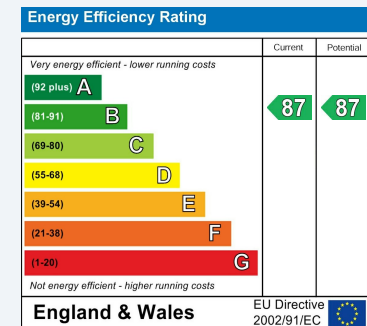 Energy Efficiency Rating
Current Potential
Very energy efficient - lower running costs
(92 plus) A
(81-91) B
87 87
(69-80) C
(55-68) D
(39-54) E
(21-38) F
(1-20) G
Not energy efficient - higher running costs
England & Wales
EU Directive
2002/91/EC